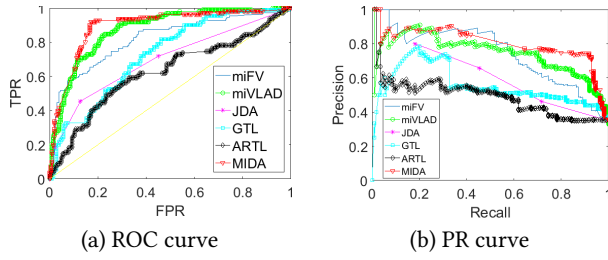 TPR
1
0.8
0.6
0.4
0.2
0
0 0.2 0.4 0.6 0.8 1
FPR
miFV
miVLAD
JDA
GTL
ARTL
MIDA
(a) ROC curve
Precision
1
0.8
0.6
0.4
0.2
0
0 0.2 0.4 0.6 0.8 1
Recall
miFV
miVLAD
JDA
GTL
ARTL
MIDA
(b) PR curve